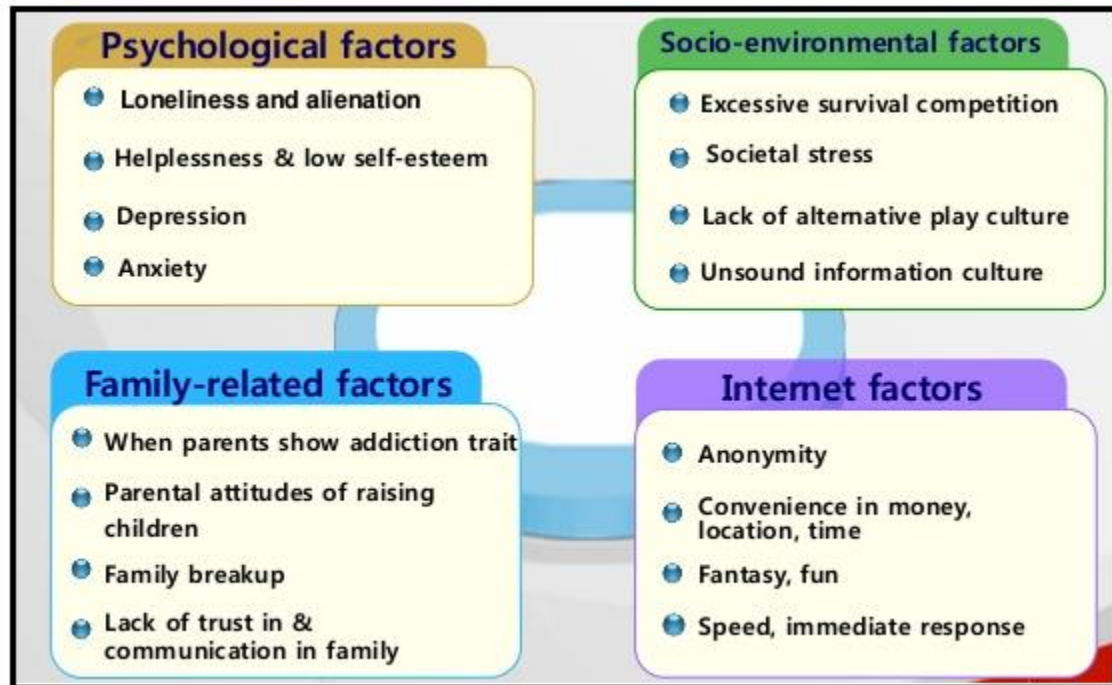 Psychological factors
Loneliness and alienation
Helplessness & low self-esteem
Depression
Anxiety
Socio-environmental factors
Excessive survival competition
Societal stress
Lack of alternative play culture
Unsound information culture
Family-related factors
When parents show addiction trait
Parental attitudes of raising
children
Family breakup
Lack of trust in &
communication in family
Internet factors
Anonymity
Convenience in money,
location, time
Fantasy, fun
Speed, immediate response